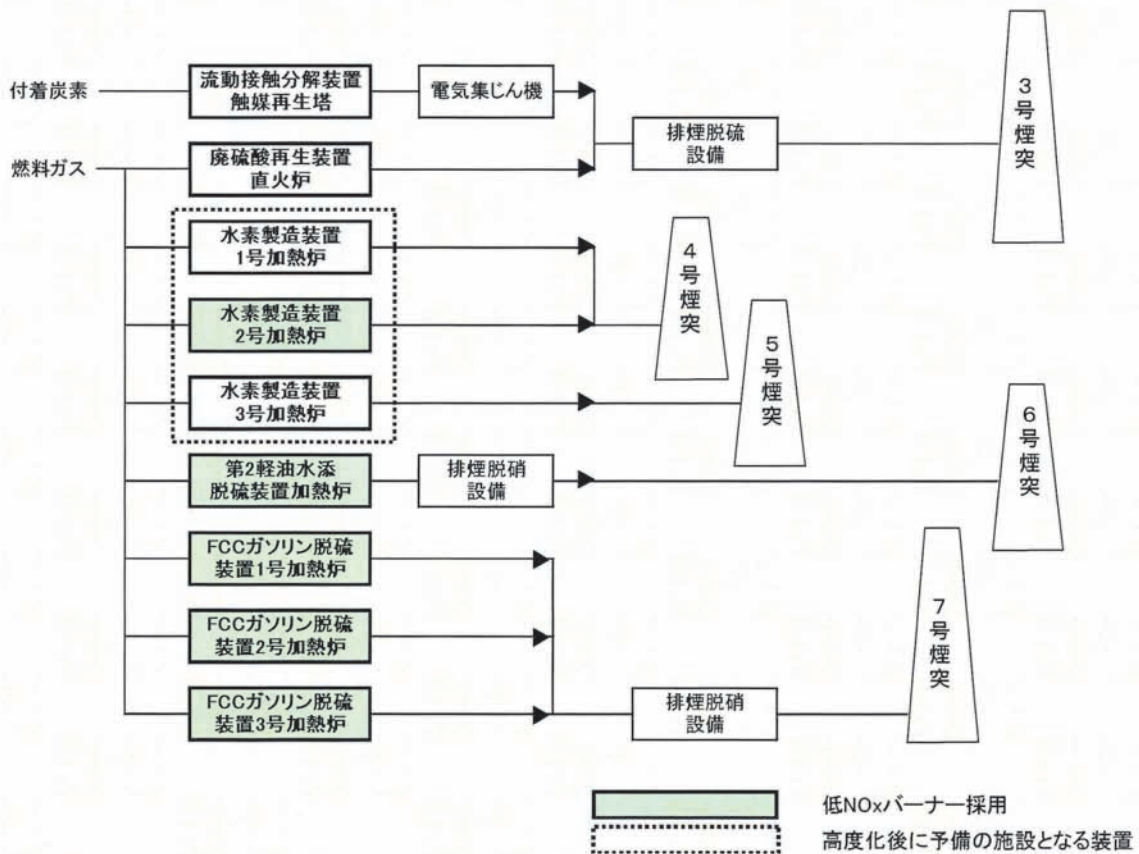 付着炭素
流動接触分解装置
触媒再生塔
電気集じん機
燃料ガス
廃硫酸再生装置
直火炉
排煙脱硫
設備
3号煙突
水素製造装置
1号加熱炉
水素製造装置
2号加熱炉
4号煙突
水素製造装置
3号加熱炉
5号煙突
第2軽油水添
脱硫装置加熱炉
排煙脱硝
設備
6号煙突
FCCガソリン脱硫
装置1号加熱炉
FCCガソリン脱硫
装置2号加熱炉
FCCガソリン脱硫
装置3号加熱炉
排煙脱硝
設備
7号煙突
低NOxバーナー採用
高度化後に予備の施設となる装置